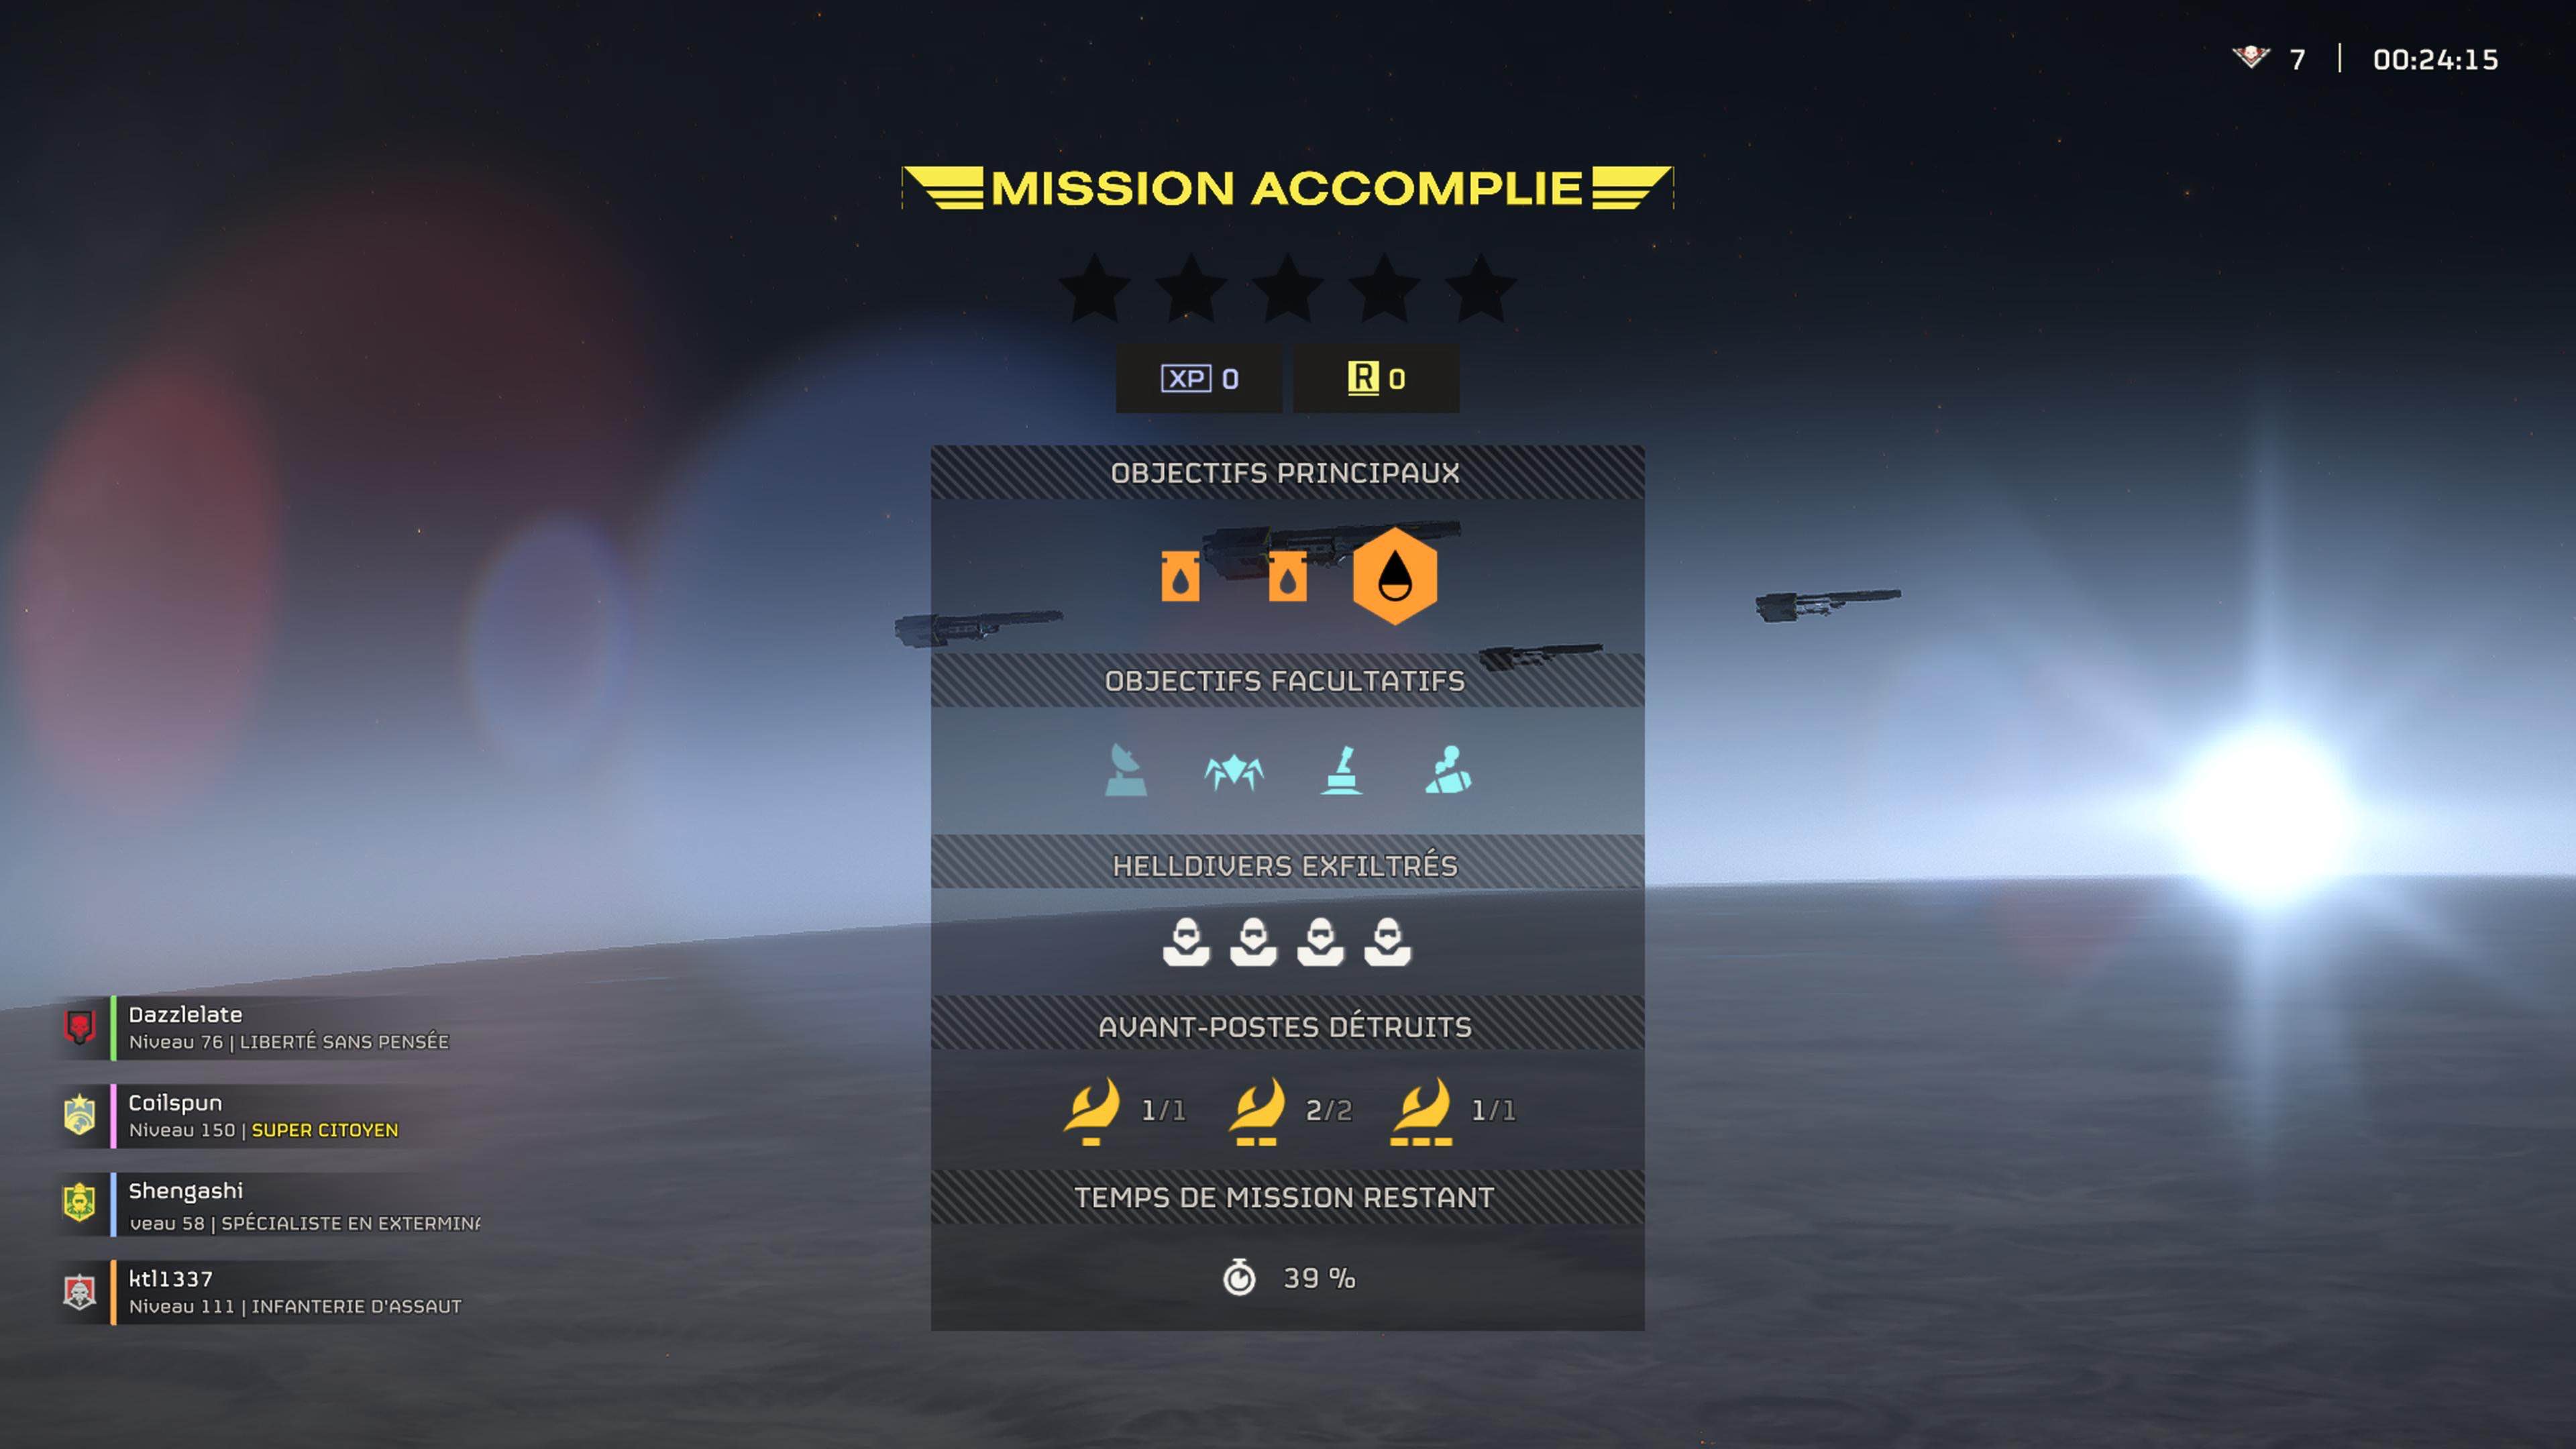 7 | 00:24:15
MISSION ACCOMPLIE
XP 0
R 0
OBJECTIFS PRINCIPAUX
OBJECTIFS FACULTATIFS
HELLDIVERS EXFILTRÉS
AVANT-POSTES DÉTRUITS
1/1 2/2 1/1
TEMPS DE MISSION RESTANT
39 %
Dazzlelate
Niveau 76 | LIBERTÉ SANS PENSÉE
Coilspun
Niveau 150 | SUPER CITOYEN
Shengashi
veau 58 | SPÉCIALISTE EN EXTERMINA
ktl1337
Niveau 111 | INFANTERIE D'ASSAUT